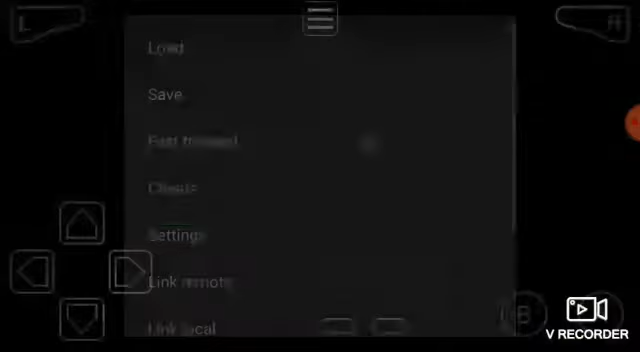 L
R
Load
Save
Fast forward
Cheats
Settings
Link remote
Link local
B
V RECORDER